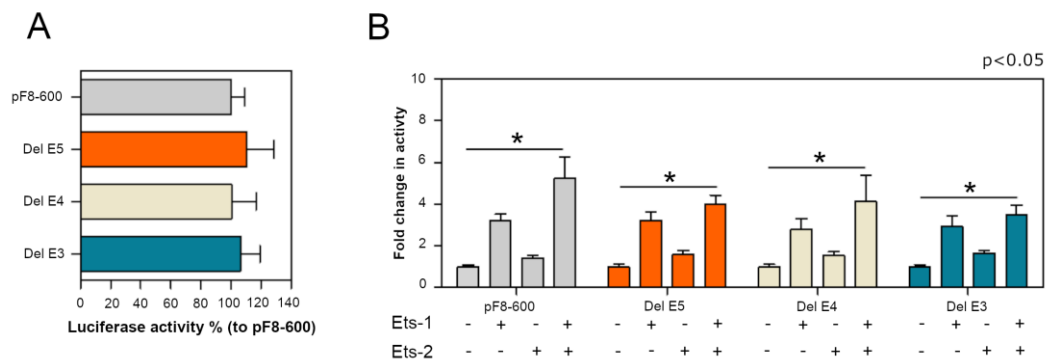 A
B
p<0.05
pF8-600
Del E5
Del E4
Del E3
0 20 40 60 80 100 120 140
Luciferase activity % (to pF8-600)
Fold change in activty
10
8
6
4
2
0
* * * *
pF8-600 Del E5 Del E4 Del E3
Ets-1 - + - + - + - + - + - + - + - +
Ets-2 - - + + - - + + - - + + - - + +